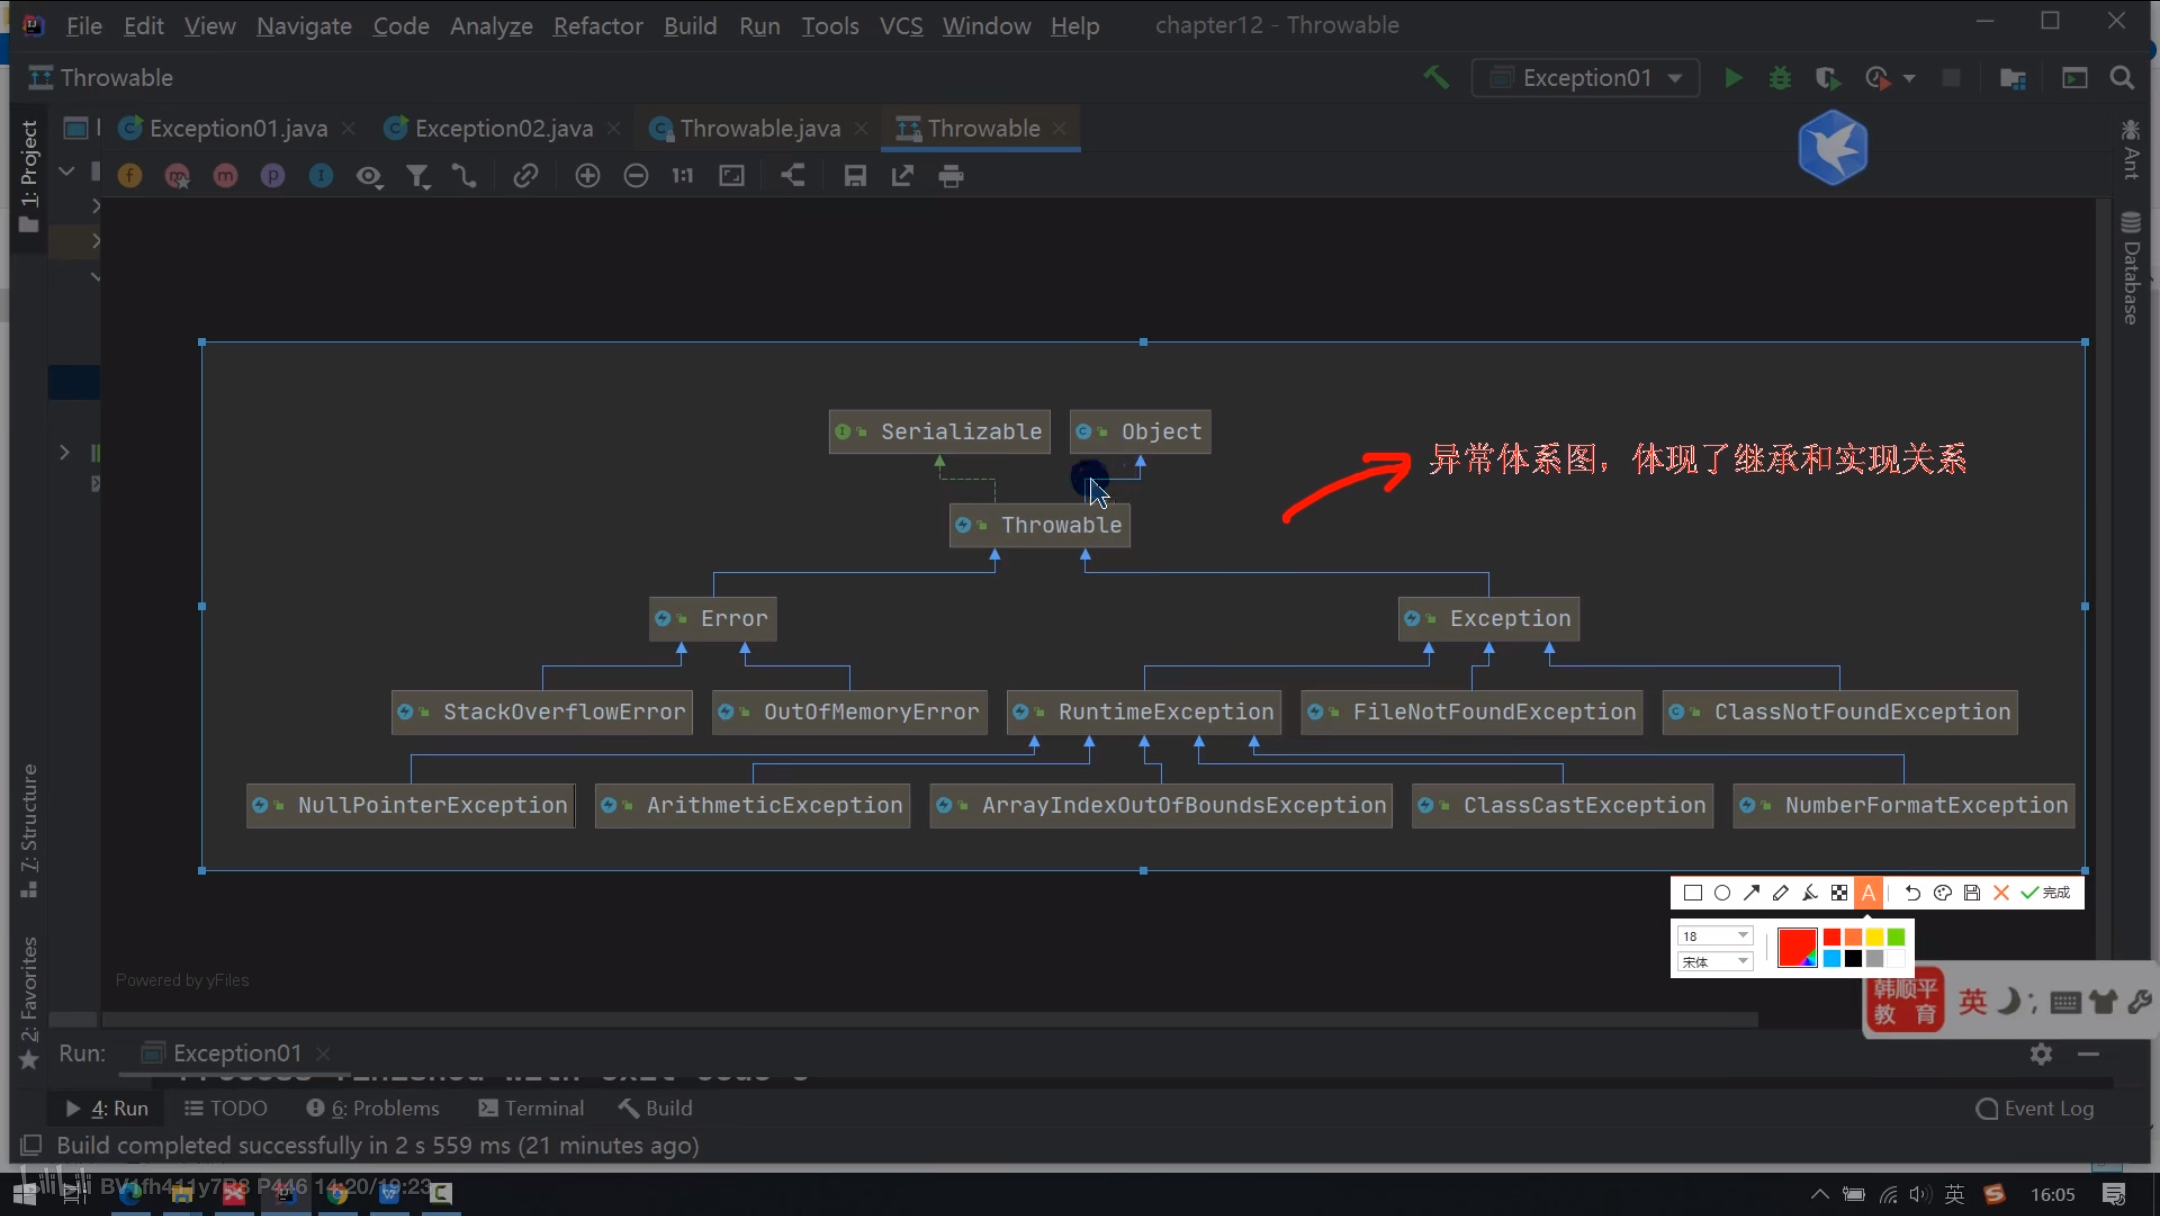 File Edit View Navigate Code Analyze Refactor Build Run Tools VCS Window Help chapter12 - Throwable
Throwable Exception01
Exception01.java Exception02.java Throwable.java Throwable
1:1
1: Project
Ant
Database
Serializable Object
异常体系图，体现了继承和实现关系
Throwable
Error Exception
StackOverflowError OutOfMemoryError RuntimeException FileNotFoundException ClassNotFoundException
NullPointerException ArithmeticException ArrayIndexOutOfBoundsException ClassCastException NumberFormatException
7: Structure
A 完成
18
宋体
2: Favorites
Powered by yFiles
韩顺平
教育
英
Run: Exception01
4: Run TODO 6: Problems Terminal Build Event Log
Build completed successfully in 2 s 559 ms (21 minutes ago)
P446 14:20/19:23
英 16:05